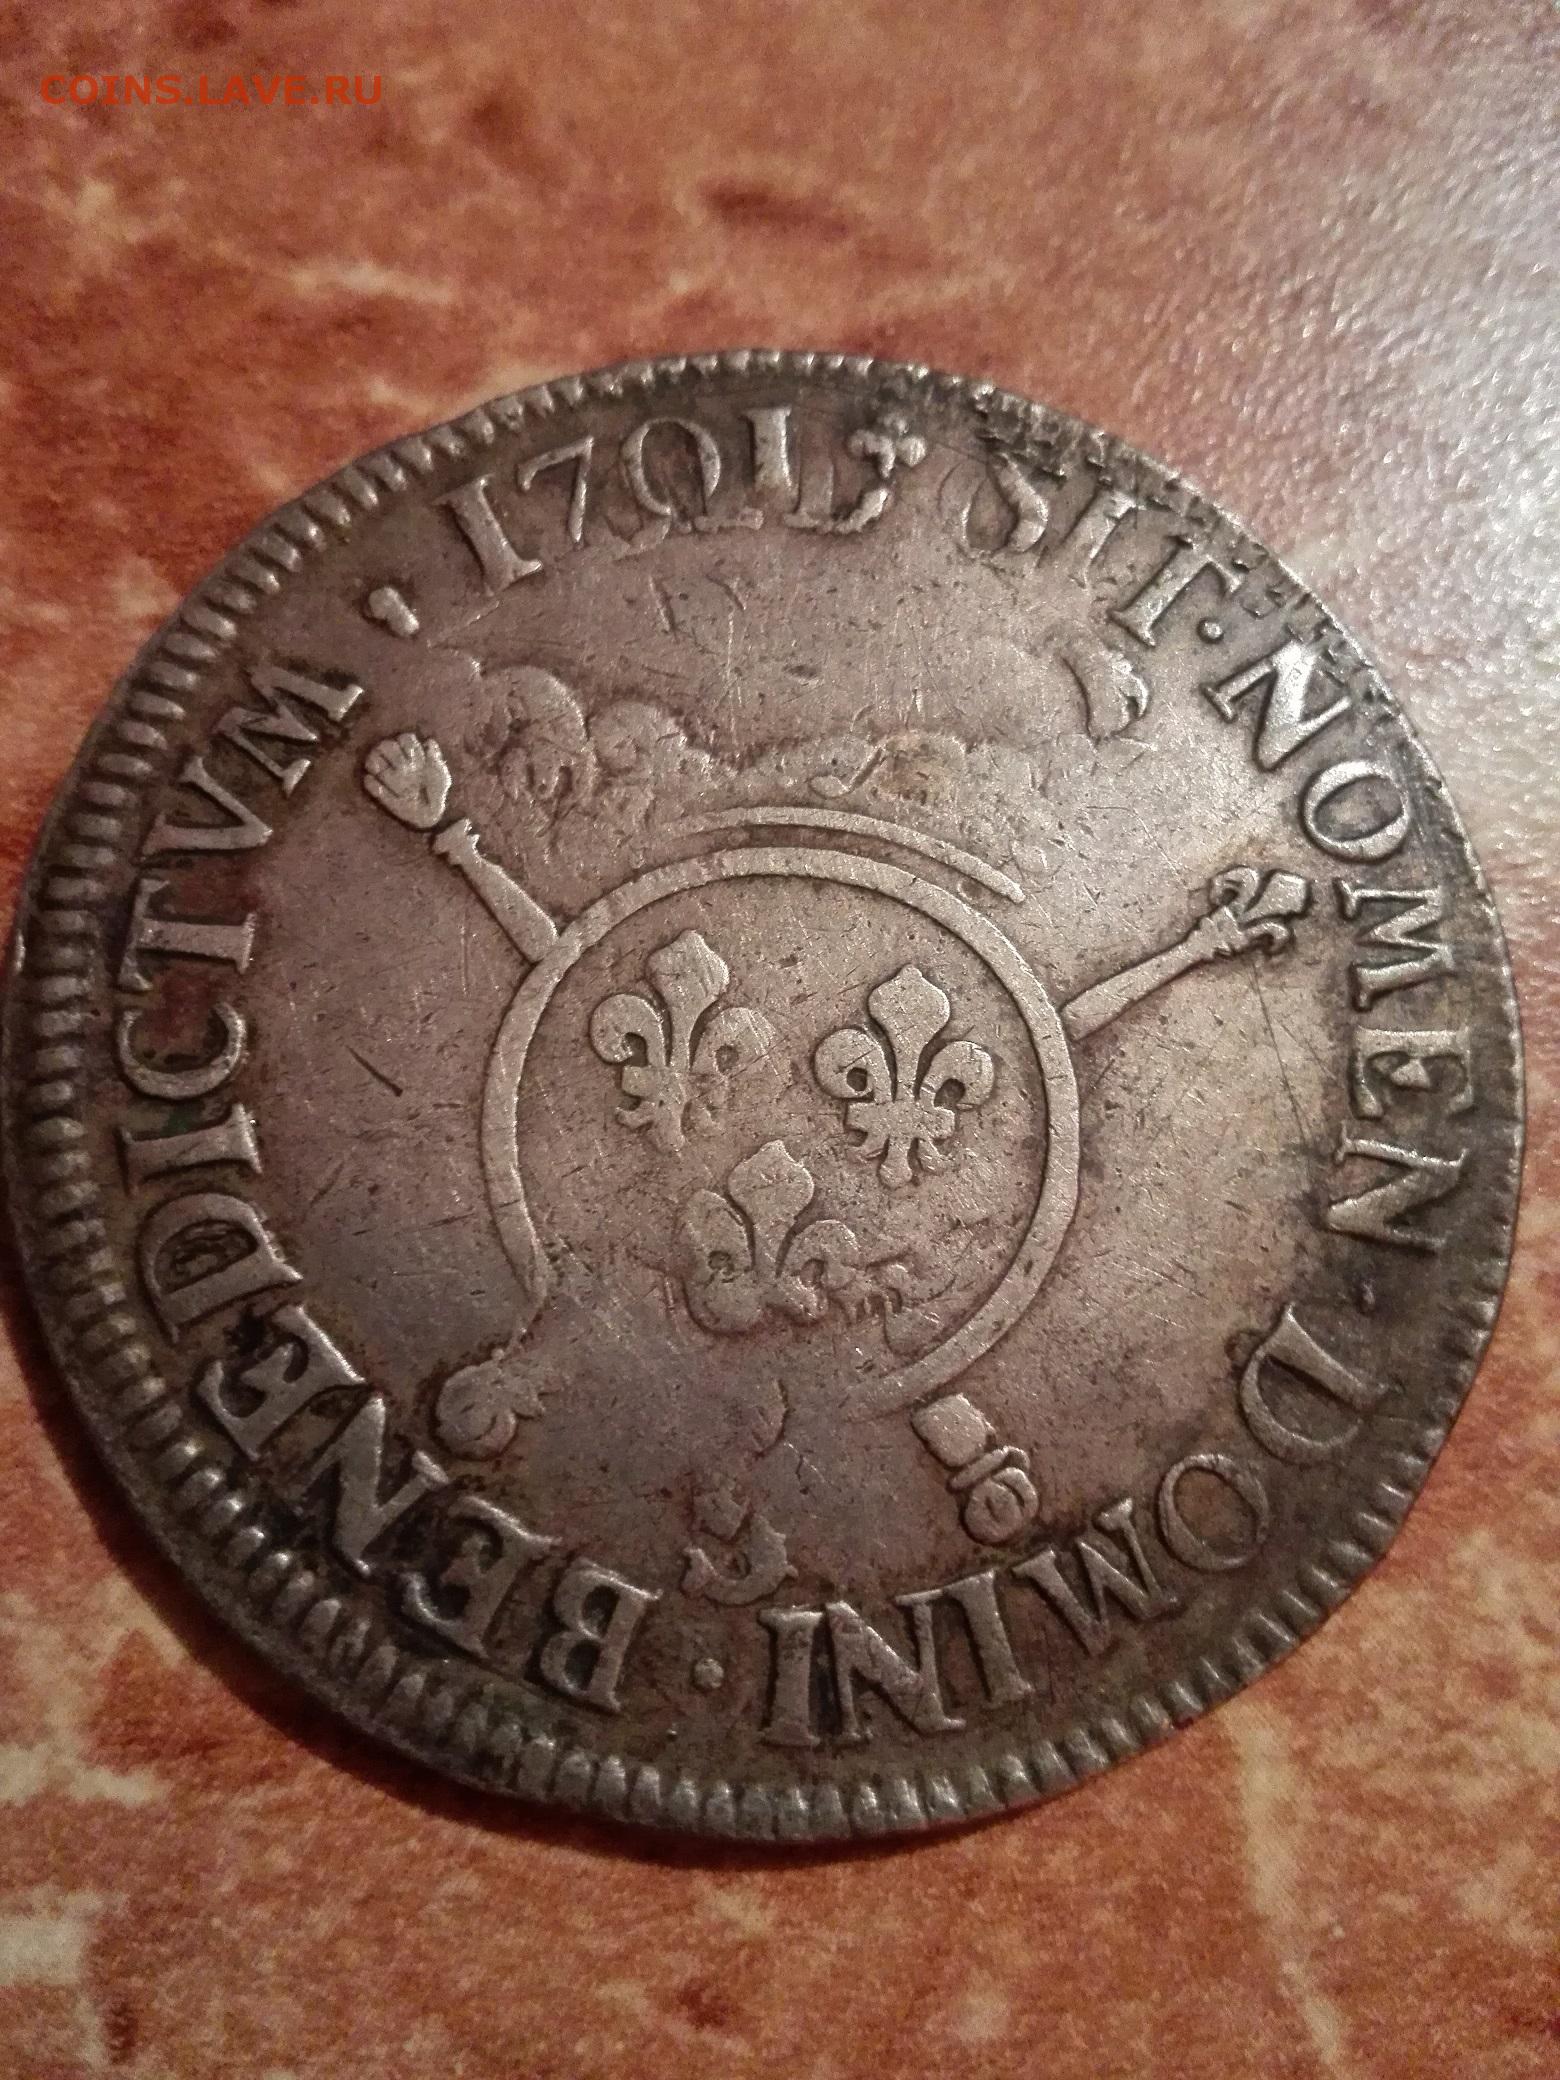 COINS.LAVE.RU
SIT · NOMEN · DOMINI · BENEDICTVM · 1701